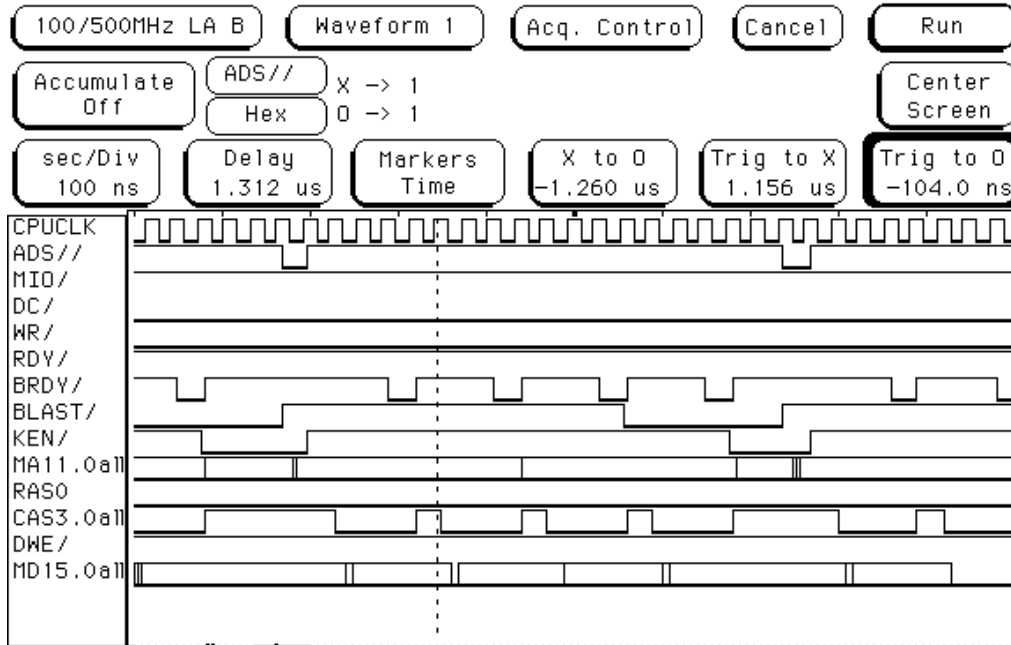 100/500MHz LA B Waveform 1 Acq. Control Cancel Run
Accumulate Off ADS// X -> 1 Center Screen
Hex O -> 1
sec/Div Delay Markers X to O Trig to X Trig to O
100 ns 1.312 us Time -1.260 us 1.156 us -104.0 ns
CPUCLK
ADS//
MIO/
DC/
WR/
RDY/
BRDY/
BLAST/
KEN/
MA11.0all
RAS0
CAS3.0all
DWE/
MD15.0all